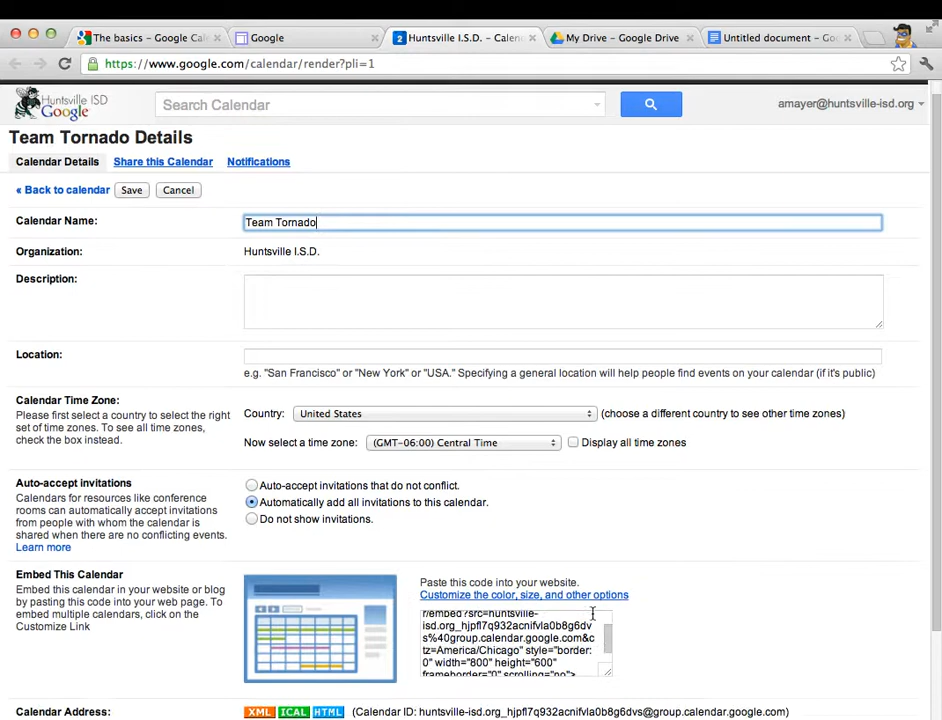 The basics - Google Cal
Google
Huntsville I.S.D. - Calen
My Drive - Google Drive
Untitled document - Goo
https://www.google.com/calendar/render?pli=1
Huntsville ISD
Google
Search Calendar
amayer@huntsville-isd.org
Team Tornado Details
Calendar Details Share this Calendar Notifications
« Back to calendar Save Cancel
Calendar Name: Team Tornado
Organization: Huntsville I.S.D.
Description:
Location:
e.g. "San Francisco" or "New York" or "USA." Specifying a general location will help people find events on your calendar (if it's public)
Calendar Time Zone:
Please first select a country to select the right
set of time zones. To see all time zones,
check the box instead.
Country: United States (choose a different country to see other time zones)
Now select a time zone: (GMT-06:00) Central Time Display all time zones
Auto-accept invitations
Calendars for resources like conference
rooms can automatically accept invitations
from people with whom the calendar is
shared when there are no conflicting events.
Learn more
Auto-accept invitations that do not conflict.
Automatically add all invitations to this calendar.
Do not show invitations.
Embed This Calendar
Embed this calendar in your website or blog
by pasting this code into your web page. To
embed multiple calendars, click on the
Customize Link
Paste this code into your website.
Customize the color, size, and other options
r/embed?src=huntsville-
isd.org_hjpfl7q932acnifvla0b8g6dv
s%40group.calendar.google.com&c
tz=America/Chicago" style="border:
0" width="800" height="600"
frameborder="0" scrolling="no">
Calendar Address: XML ICAL HTML (Calendar ID: huntsville-isd.org_hjpfl7q932acnifvla0b8g6dvs@group.calendar.google.com)